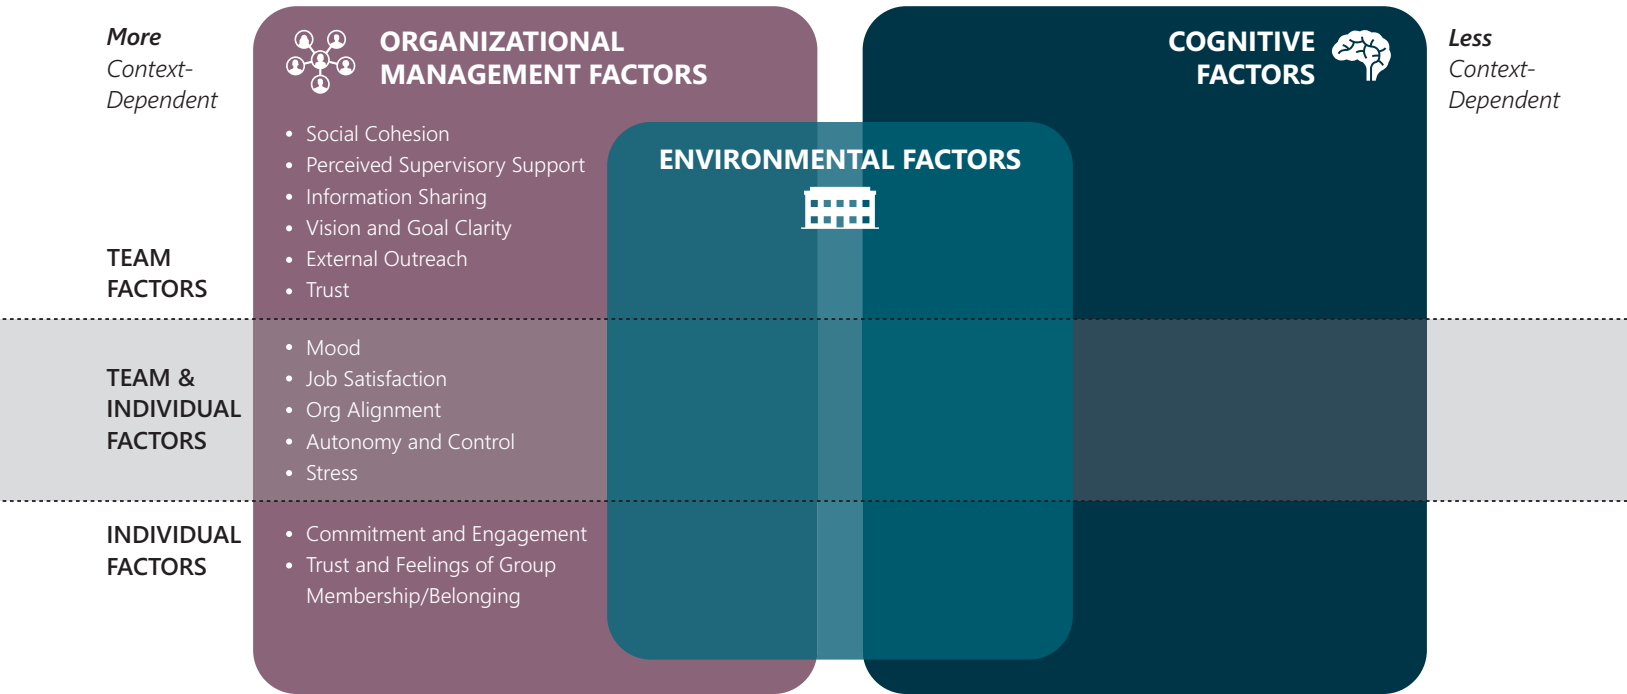 More
Context-
Dependent
ORGANIZATIONAL
MANAGEMENT FACTORS
COGNITIVE
FACTORS
Less
Context-
Dependent
• Social Cohesion
• Perceived Supervisory Support
• Information Sharing
• Vision and Goal Clarity
• External Outreach
• Trust
ENVIRONMENTAL FACTORS
TEAM
FACTORS
TEAM &
INDIVIDUAL
FACTORS
• Mood
• Job Satisfaction
• Org Alignment
• Autonomy and Control
• Stress
INDIVIDUAL
FACTORS
• Commitment and Engagement
• Trust and Feelings of Group
Membership/Belonging